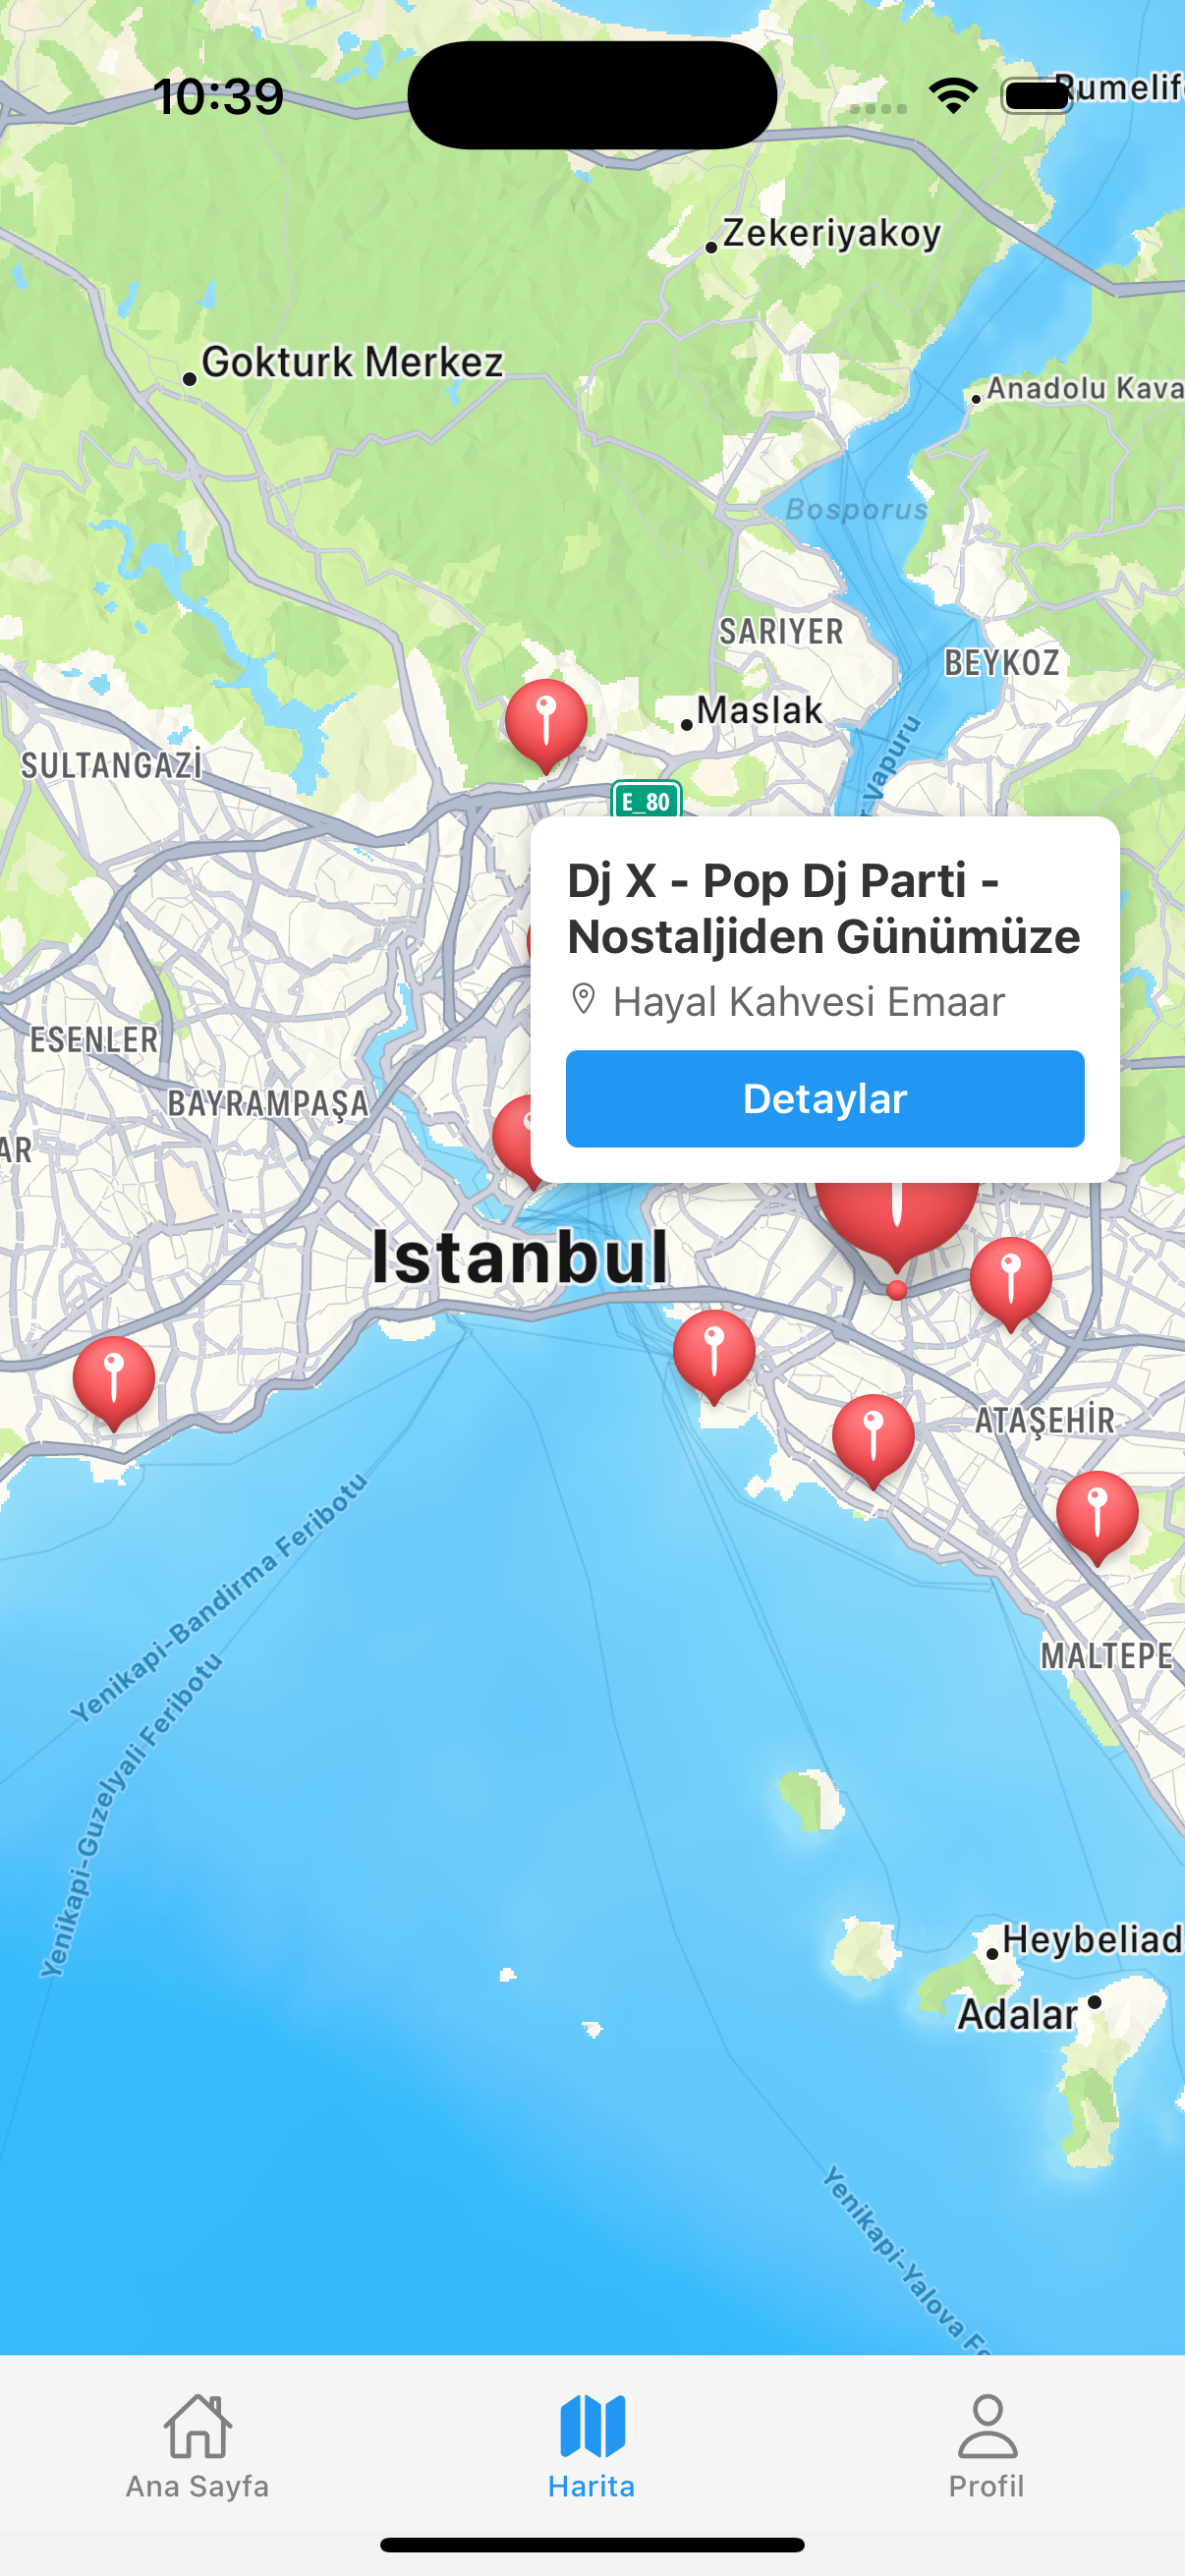 10:39
Rumelif
Zekeriyakoy
Gokturk Merkez
Anadolu Kava
Bosporus
SARIYER
BEYKOZ
Maslak
SULTANGAZİ
Vapuru
E_80
Dj X - Pop Dj Parti -
Nostaljiden Günümüze
Hayal Kahvesi Emaar
Detaylar
ESENLER
BAYRAMPAŞA
AR
Istanbul
ATAŞEHİR
Yenikapi-Bandirma Feribotu
MALTEPE
Yenikapi-Guzelyali Feribotu
Heybeliad
Adalar
Yenikapi-Yalova Fe
Ana Sayfa
Harita
Profil